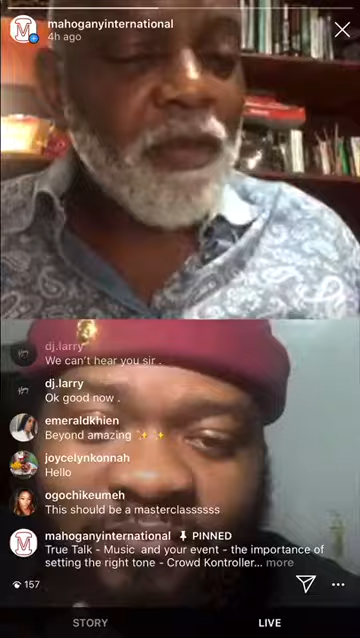 mahoganyinternational
4h ago
dj.larry
We can't hear you sir .
dj.larry
Ok good now .
emeraldkhien
Beyond amazing ✨ ✨
joycelynkonnah
Hello
ogochikeumeh
This should be a masterclassssss
mahoganyinternational 📌 PINNED
True Talk - Music and your event - the importance of
setting the right tone - Crowd Kontroller... more
157
STORY
LIVE